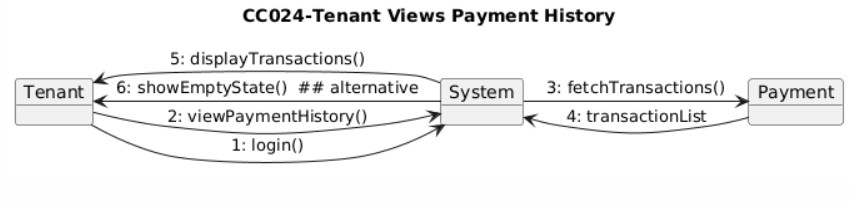 CC024-Tenant Views Payment History
5: displayTransactions()
6: showEmptyState()  ## alternative
Tenant
System
3: fetchTransactions()
Payment
2: viewPaymentHistory()
4: transactionList
1: login()